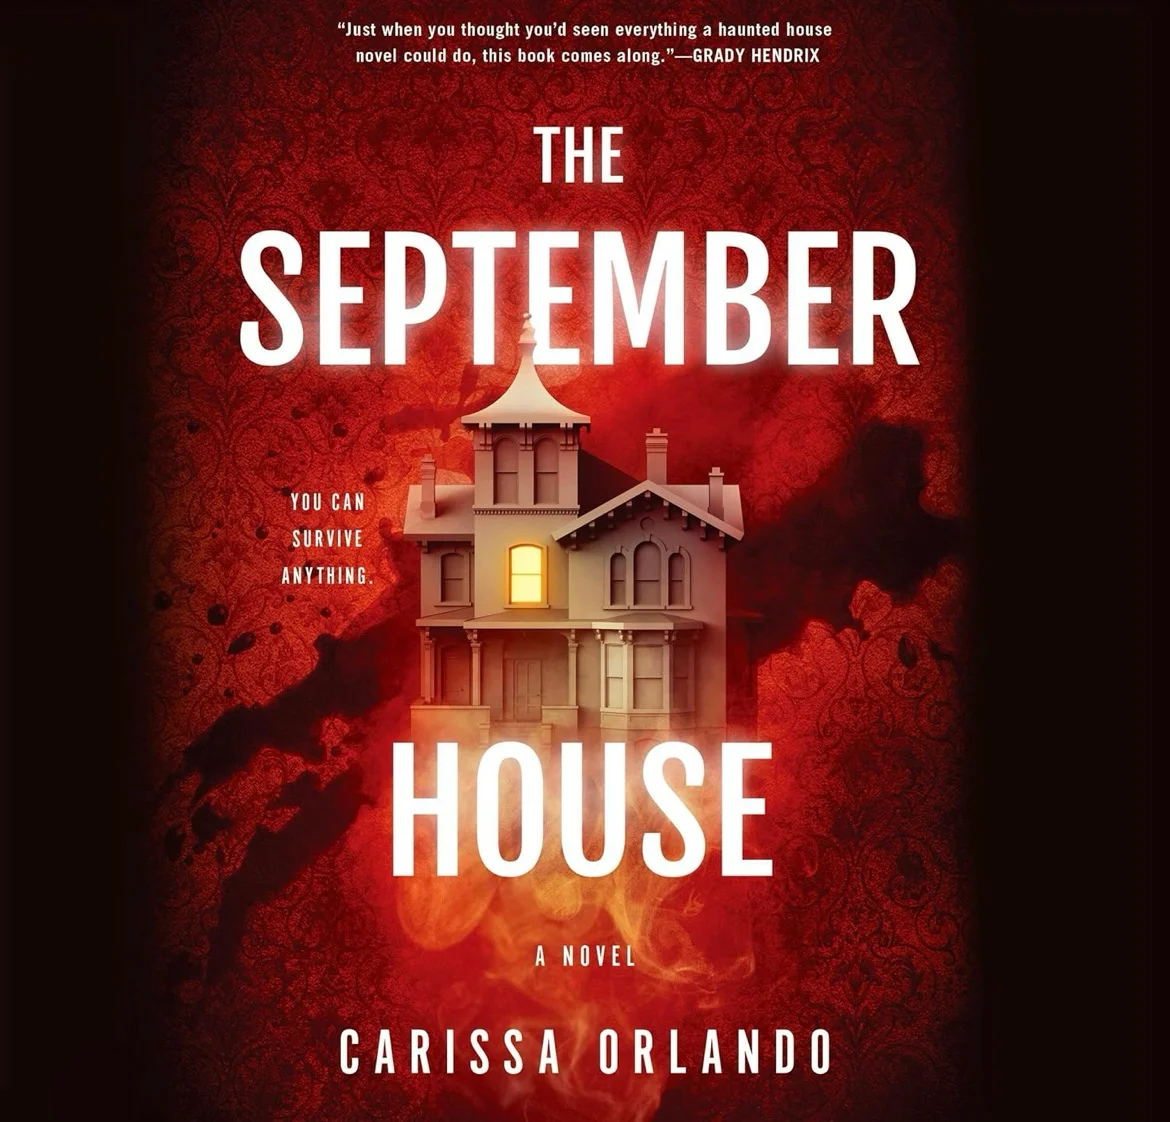 “Just when you thought you’d seen everything a haunted house
novel could do, this book comes along.”—GRADY HENDRIX
THE
SEPTEMBER
YOU CAN
SURVIVE
ANYTHING.
HOUSE
A NOVEL
CARISSA ORLANDO